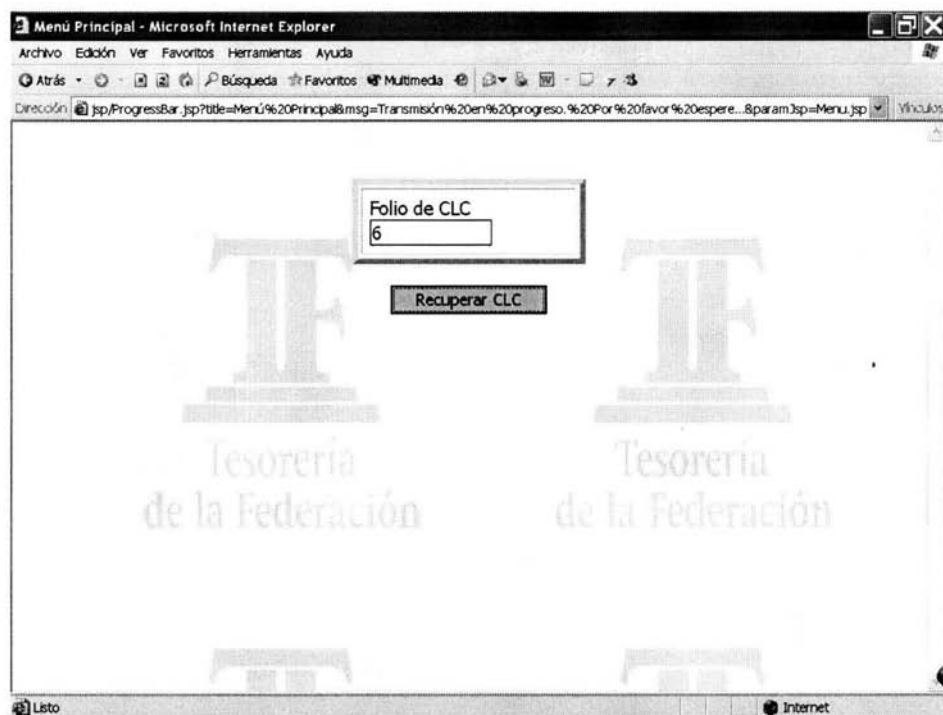 Menú Principal - Microsoft Internet Explorer
Archivo Edición Ver Favoritos Herramientas Ayuda
Atrás Búsqueda Favoritos Multimedia
Dirección jsp/ProgressBar.jsp?title=Menú%20Principal&msg=Transmisión%20en%20progreso.%20Por%20favor%20espere...&paramJsp=Menu.jsp Vínculos
Folio de CLC
6
Recuperar CLC
Tesorería Tesorería
de la Federación de la Federación
Listo Internet